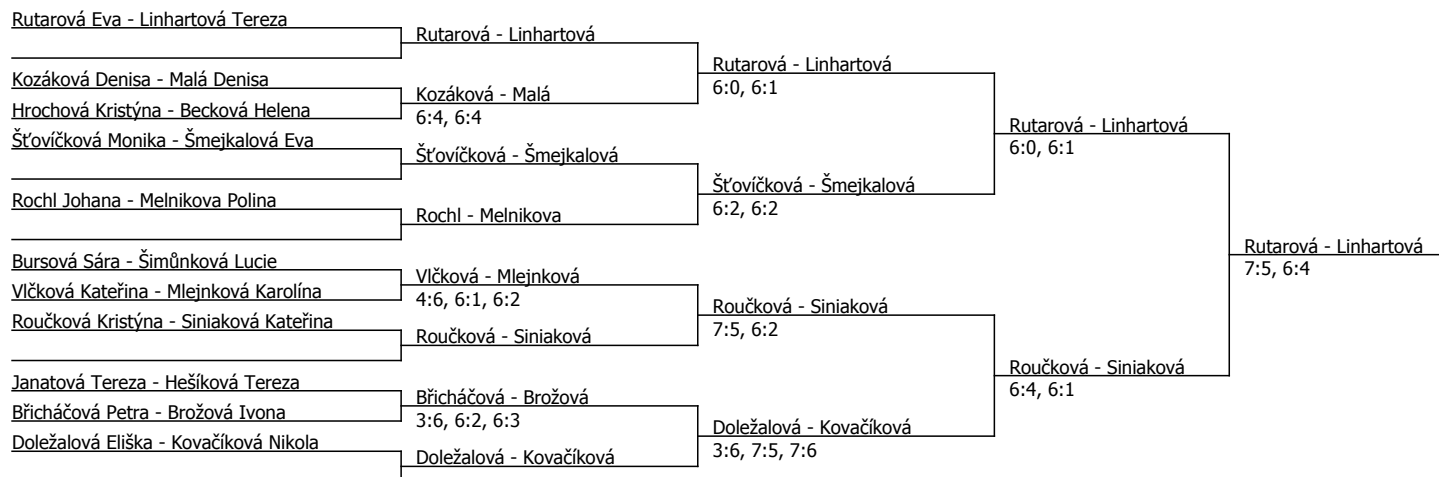 Rutarová Eva - Linhartová Tereza
Kozáková Denisa - Malá Denisa
Hrochová Kristýna - Becková Helena
Šťovíčková Monika - Šmejkalová Eva
Rochl Johana - Melnikova Polina
Bursová Sára - Šimůnková Lucie
Vlčková Kateřina - Mlejnková Karolína
Roučková Kristýna - Siniaková Kateřina
Janatová Tereza - Hešíková Tereza
Břicháčová Petra - Brožová Ivona
Doležalová Eliška - Kovačíková Nikola
Rutarová - Linhartová
Kozáková - Malá
6:4, 6:4
Šťovíčková - Šmejkalová
Rochl - Melnikova
Vlčková - Mlejnková
4:6, 6:1, 6:2
Roučková - Siniaková
Břicháčová - Brožová
3:6, 6:2, 6:3
Doležalová - Kovačíková
Rutarová - Linhartová
6:0, 6:1
Šťovíčková - Šmejkalová
6:2, 6:2
Roučková - Siniaková
7:5, 6:2
Doležalová - Kovačíková
3:6, 7:5, 7:6
Rutarová - Linhartová
6:0, 6:1
Roučková - Siniaková
6:4, 6:1
Rutarová - Linhartová
7:5, 6:4